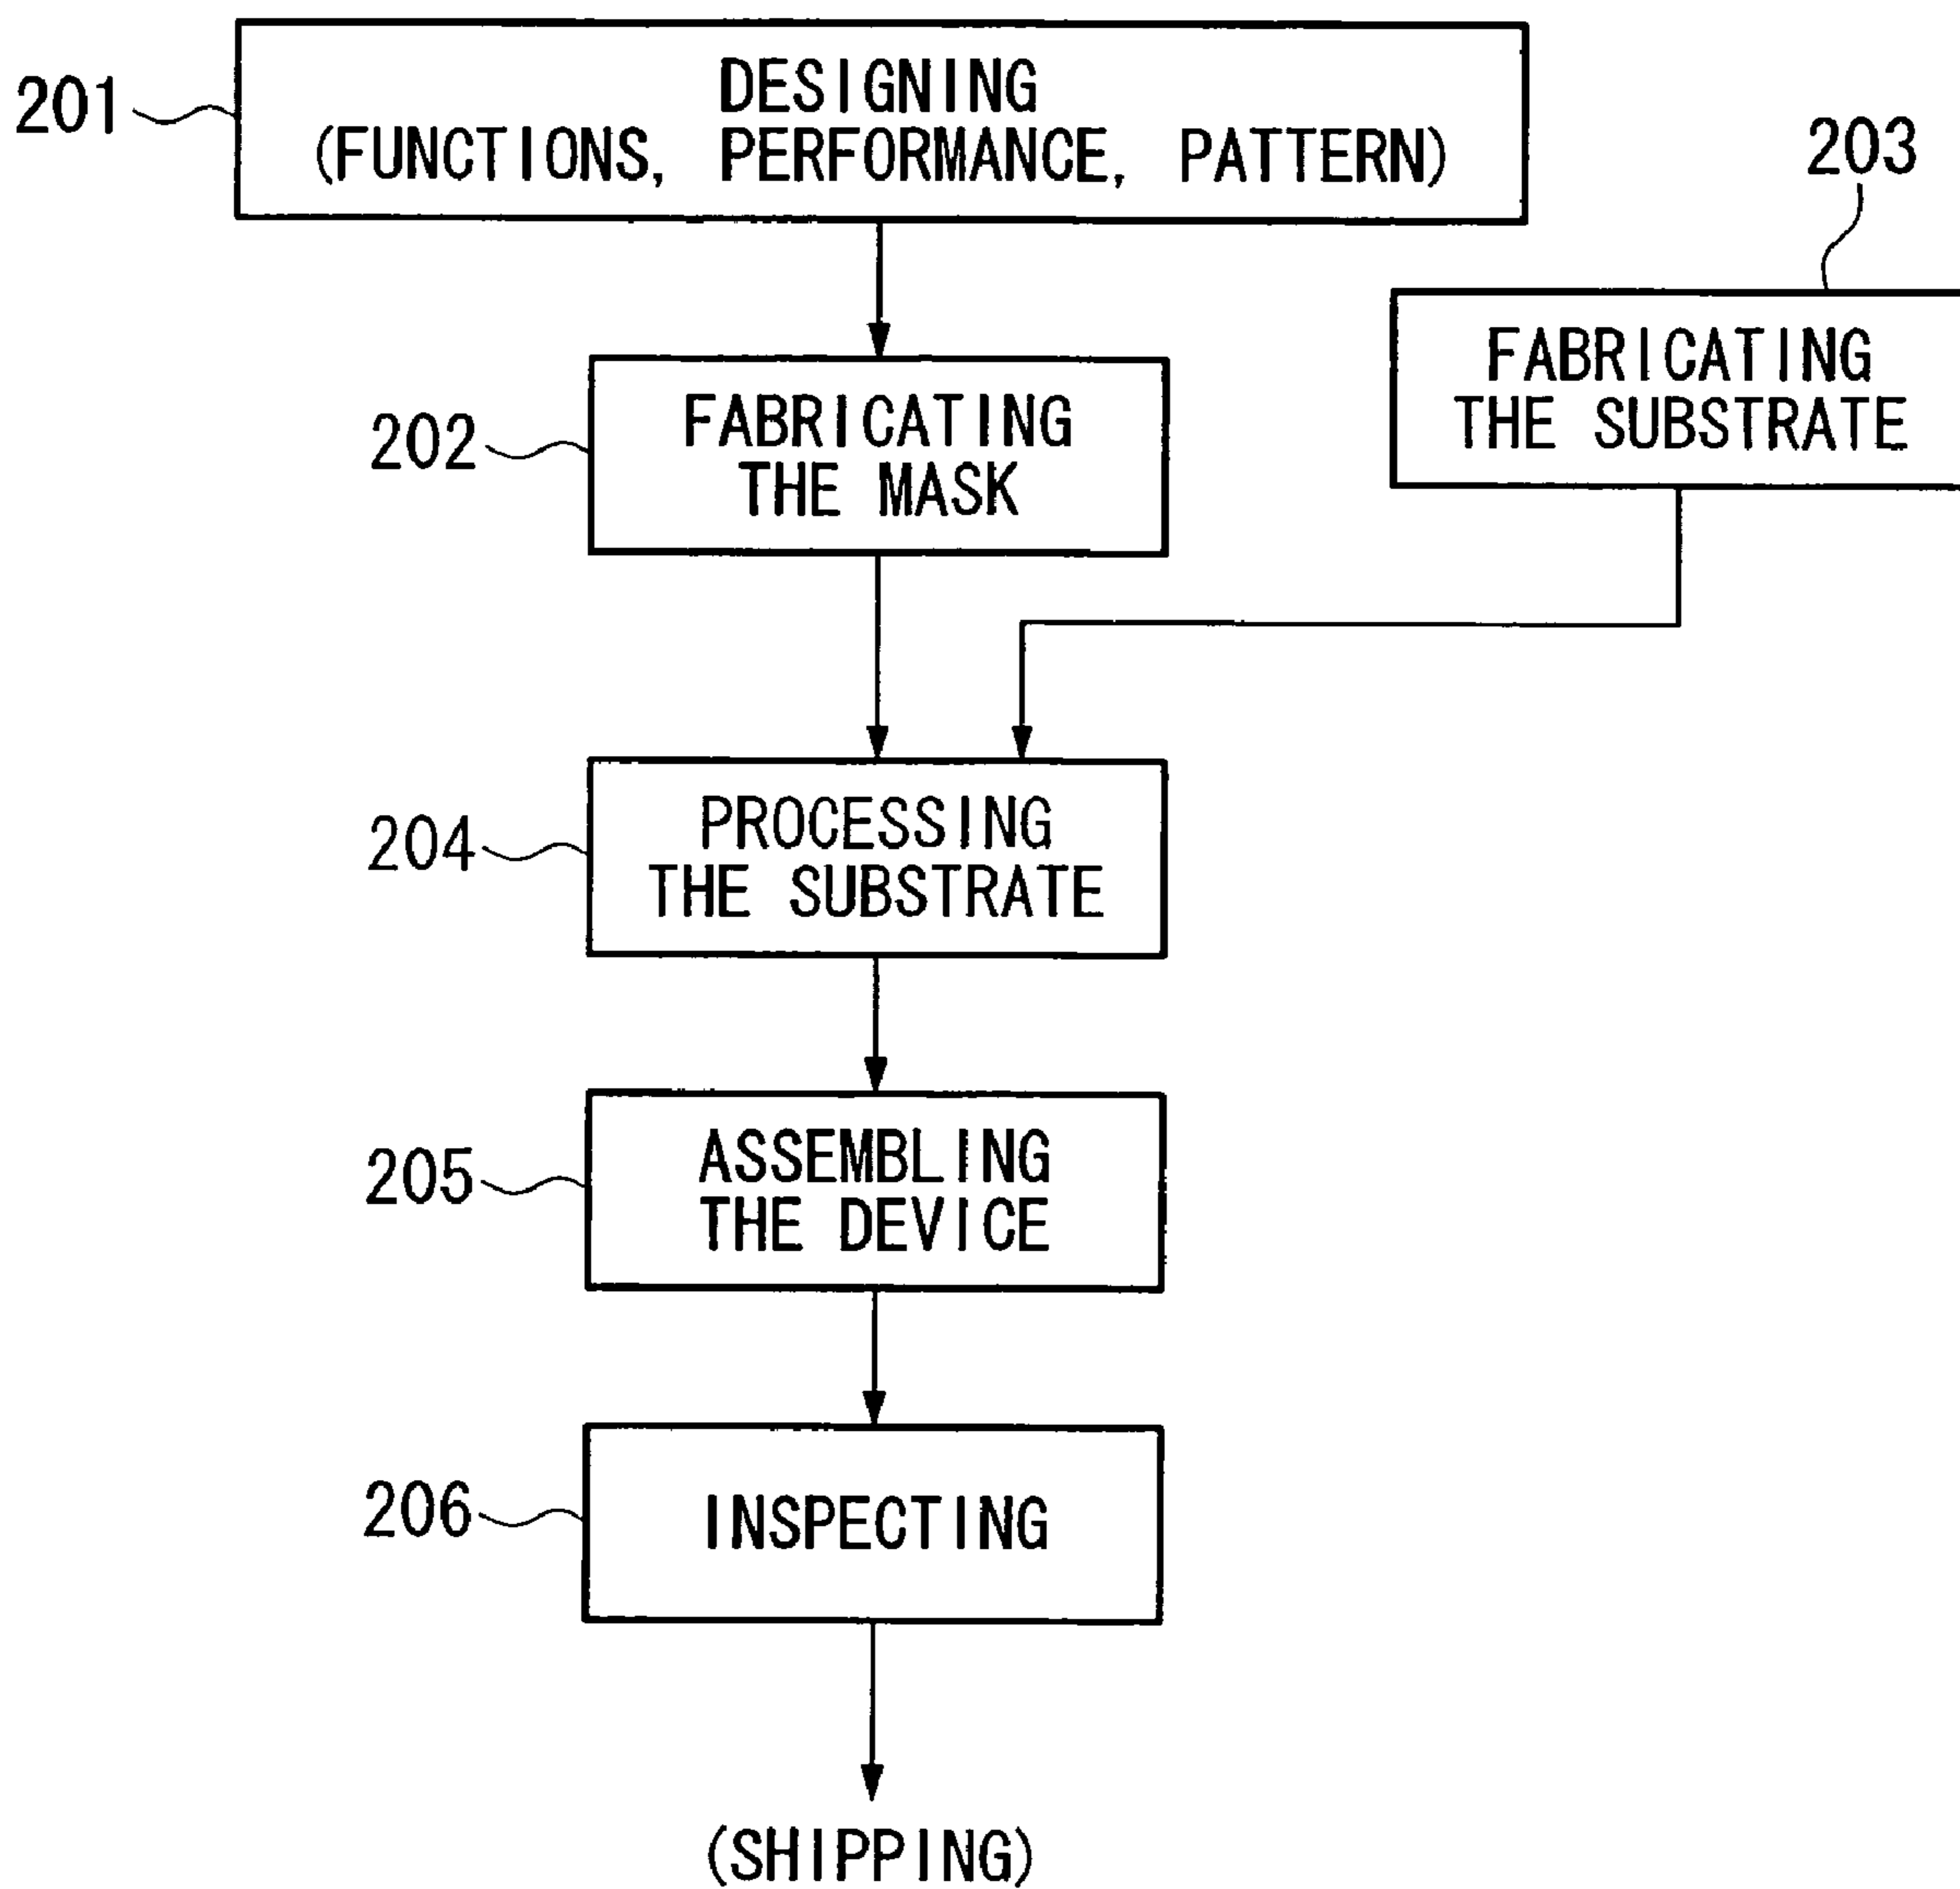 201
DESIGNING
(FUNCTIONS, PERFORMANCE, PATTERN)
203
FABRICATING
THE SUBSTRATE
202
FABRICATING
THE MASK
204
PROCESSING
THE SUBSTRATE
205
ASSEMBLING
THE DEVICE
206
INSPECTING
(SHIPPING)